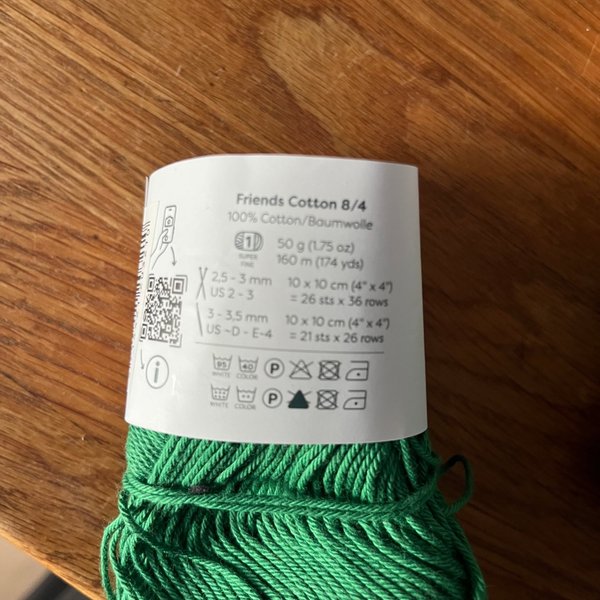 Friends Cotton 8/4
100% Cotton/Baumwolle
1
SUPER
FINE
50 g (1.75 oz)
160 m (174 yds)
2,5 - 3 mm
US 2 - 3
10 x 10 cm (4" x 4")
= 26 sts x 36 rows
3 - 3,5 mm
US ~D - E-4
10 x 10 cm (4" x 4")
= 21 sts x 26 rows
95 40 P
WHITE COLOR
P
WHITE COLOR
i